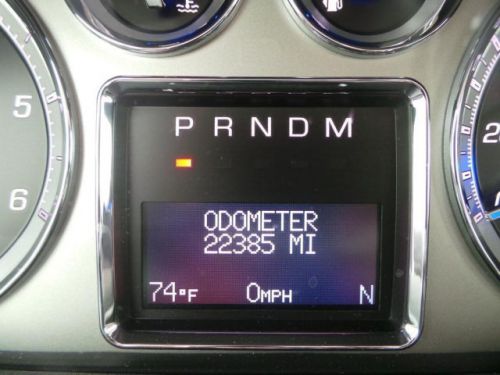 5
6
P R N D M
ODOMETER
22385 MI
74°F 0MPH N